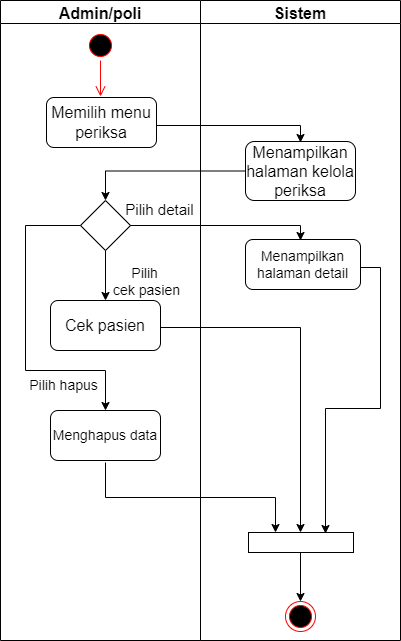 Admin/poli
Sistem
Memilih menu
periksa
Menampilkan
halaman kelola
periksa
Pilih detail
Menampilkan
halaman detail
Pilih
cek pasien
Cek pasien
Pilih hapus
Menghapus data